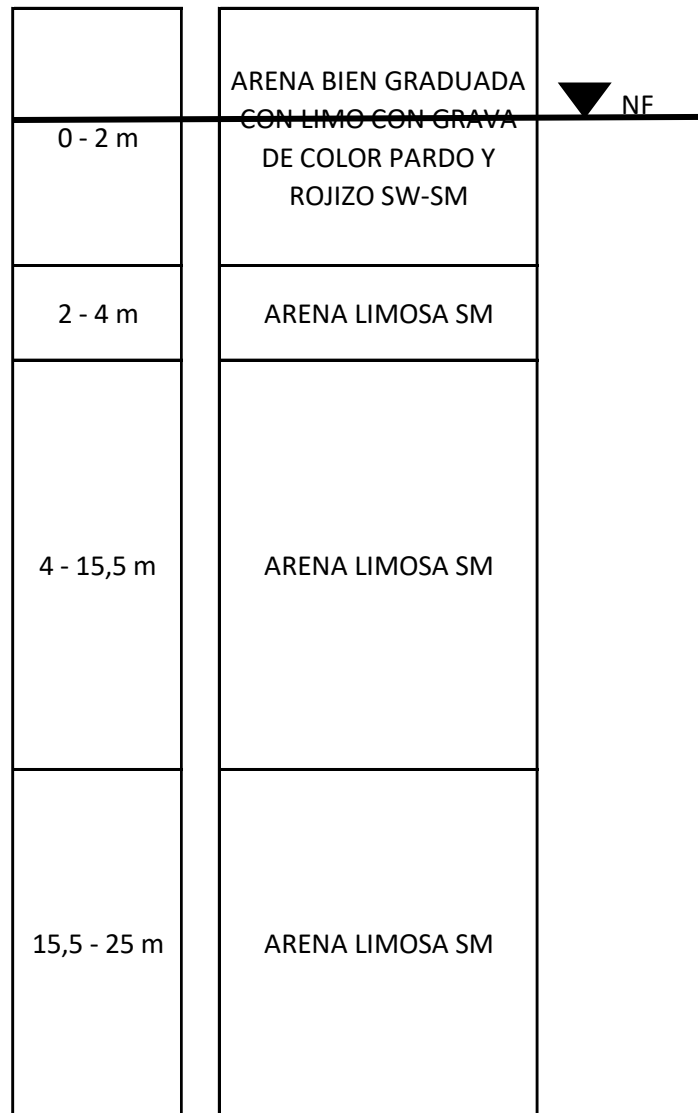 ARENA BIEN GRADUADA
CON LIMO CON GRAVA
DE COLOR PARDO Y
ROJIZO SW-SM
NF
0 - 2 m
2 - 4 m
ARENA LIMOSA SM
4 - 15,5 m
ARENA LIMOSA SM
15,5 - 25 m
ARENA LIMOSA SM